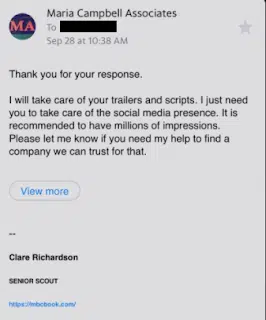 MA
Maria Campbell Associates
To
Sep 28 at 10:38 AM
Thank you for your response.
I will take care of your trailers and scripts. I just need
you to take care of the social media presence. It is
recommended to have millions of impressions.
Please let me know if you need my help to find a
company we can trust for that.
View more
--
Clare Richardson
SENIOR SCOUT
https://mbcbook.com/